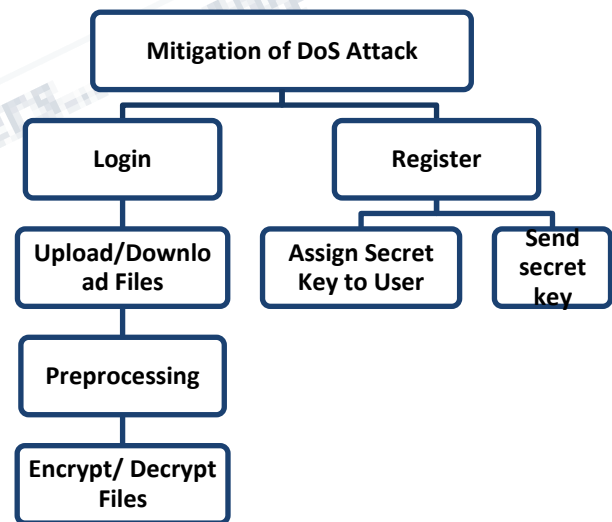 Mitigation of DoS Attack
Login
Register
Upload/Downlo
ad Files
Assign Secret
Key to User
Send
secret
key
Preprocessing
Encrypt/ Decrypt
Files